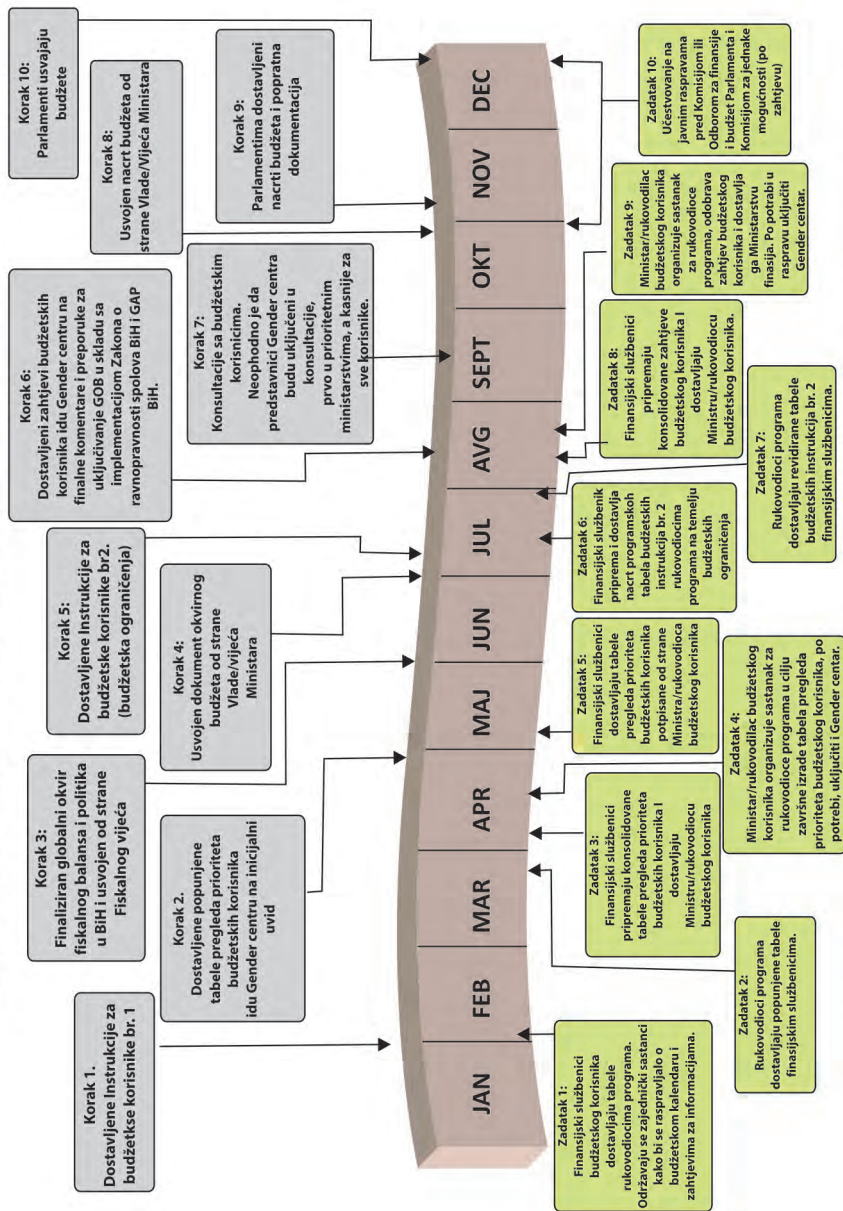 Korak 1.
Dostavljene Instrukcije za
budžetkse korisnike br. 1
Korak 2.
Dostavljene popunjene
tabele pregleda prioriteta
budžetskih korisnika
idu Gender centru na inicijalni
uvid
Korak 3:
Finaliziran globalni okvir
fiskalnog balansa i politika
u BiH i usvojen od strane
Fiskalnog vijeća
Korak 4:
Usvojen dokument okvirnog
budžeta od strane
Vlade/vijeća
Ministara
Korak 5:
Dostavljene Instrukcije za
budžetske korisnike br2.
(budžetska ograničenja)
Korak 6:
Dostavljeni zahtjevi budžetskih
korisnika idu Gender centru na
finalne komentare i preporuke za
uključivanje GOB u skladu sa
implementacijom Zakona o
ravnopravnosti spolova BiH i GAP
BiH.
Korak 7:
Konsultacije sa budžetskim
korisnicima.
Neophodno je da
predstavnici Gender centra
budu uključeni u
konsultacije,
prvo u prioritetnim
ministarstvima, a kasnije za
sve korisnike.
Korak 8:
Usvojen nacrt budžeta od
strane Vlade/Vijeća Ministara
Korak 9:
Parlamentima dostavljeni
nacrti budžeta i popratna
dokumentacija
Korak 10:
Parlamenti usvajaju
budžete
JAN
FEB
MAR
APR
MAJ
JUN
JUL
AVG
SEPT
OKT
NOV
DEC
Zadatak 1:
Finansijski službenici
budžetskog korisnika
dostavljaju tabele
rukovodiocima programa.
Održavaju se zajednički sastanci
kako bi se raspravljalo o
budžetskom kalendaru i
zahtjevima za informacijama.
Zadatak 2:
Rukovodioci programa
dostavljaju popunjene tabele
finasijskim službenicima.
Zadatak 3:
Finansijski službenici
pripremaju konsolidovane
tabele pregleda prioriteta
budžetskih korisnika I
dostavljaju
Ministru/rukovodiocu
budžetskog korisnika
Zadatak 4:
Ministar/rukovodilac budžetskog
korisnika organizuje sastanak za
rukovodioce programa u cilju
završne izrade tabela pregleda
prioriteta budžetskog korisnika, po
potrebi, uključiti i Gender centar.
Zadatak 5:
Finansijski službenici
dostavljaju tabele
pregleda prioriteta
budžetskih korisnika
potpisane od strane
Ministra/rukovodioca
budžetskog korisnika
Zadatak 6:
Finansijski službenik
priprema i dostavlja
nacrt programskoh
tabela budžetskih
instrukcija br. 2
rukovodiocima
programa na temelju
budžetskih
ograničenja
Zadatak 7:
Rukovodioci programa
dostavljaju revidirane tabele
budžetskih instrukcija br. 2
finansijskim službenicima.
Zadatak 8:
Finansijski službenici
pripremaju
konsolidovane zahtjeve
budžetskog korisnika I
dostavljaju
Ministru/rukovodiocu
budžetskog korisnika.
Zadatak 9:
Ministar/rukovodilac
budžetskog korisnika
organizuje sastanak
za rukovodioce
programa, odobrava
zahtjev budžetskog
korisnika i dostavlja
ga Ministarstvu
finasija. Po potrabi u
raspravu uključiti
Gender centar.
Zadatak 10:
Učestvovanje na
javnim raspravama
pred Komisijom ili
Odborom za finansije
i budžet Parlamenta i
Komisijom za jednake
mogućnosti (po
zahtjevu)